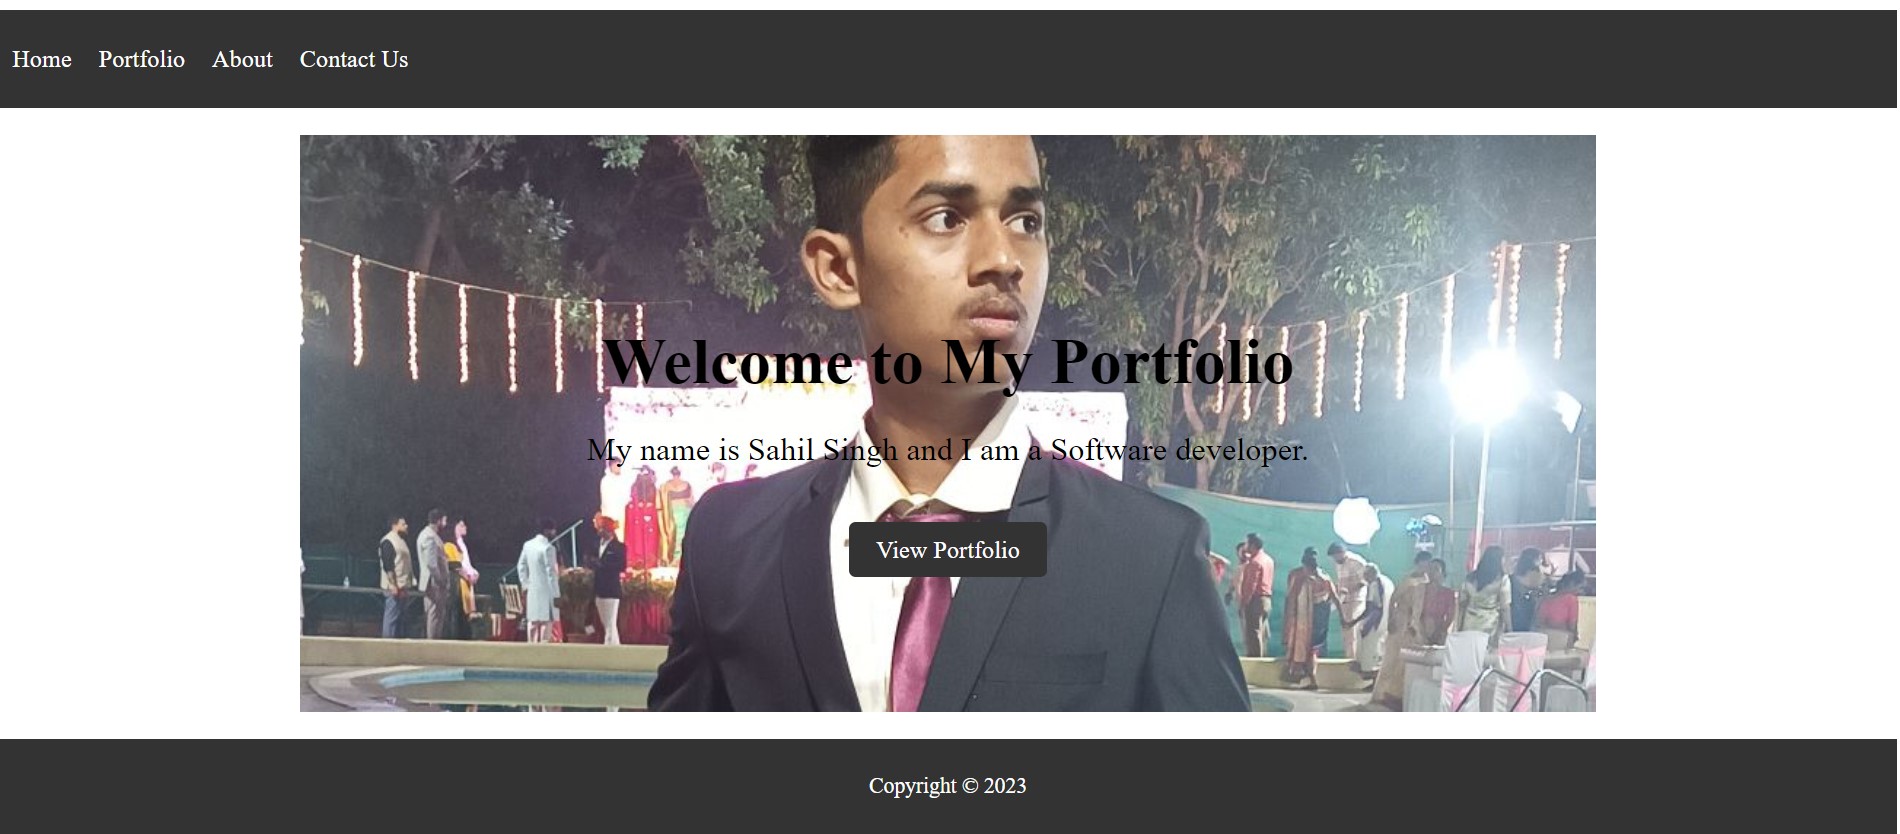 Home Portfolio About Contact Us
Welcome to My Portfolio
My name is Sahil Singh and I am a Software developer.
View Portfolio
Copyright © 2023